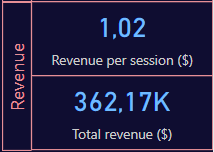 Revenue
1,02
Revenue per session ($)
362,17K
Total revenue ($)